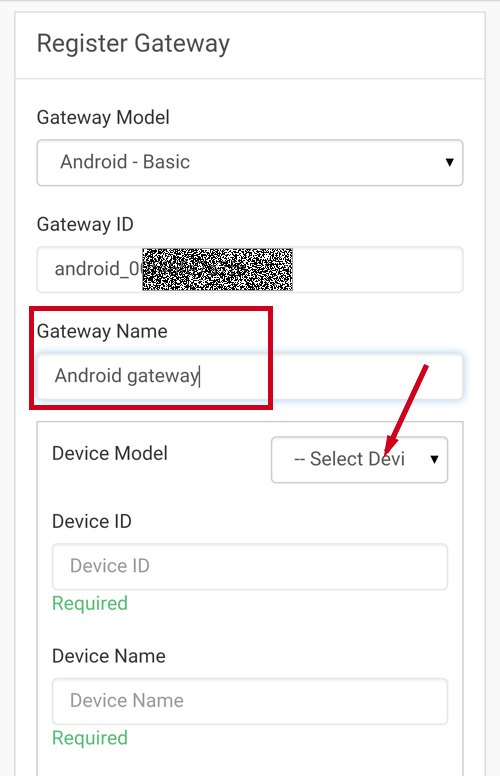 Register Gateway
Gateway Model
Android - Basic
Gateway ID
android_0
Gateway Name
Android gateway
Device Model
-- Select Devi
Device ID
Device ID
Required
Device Name
Device Name
Required